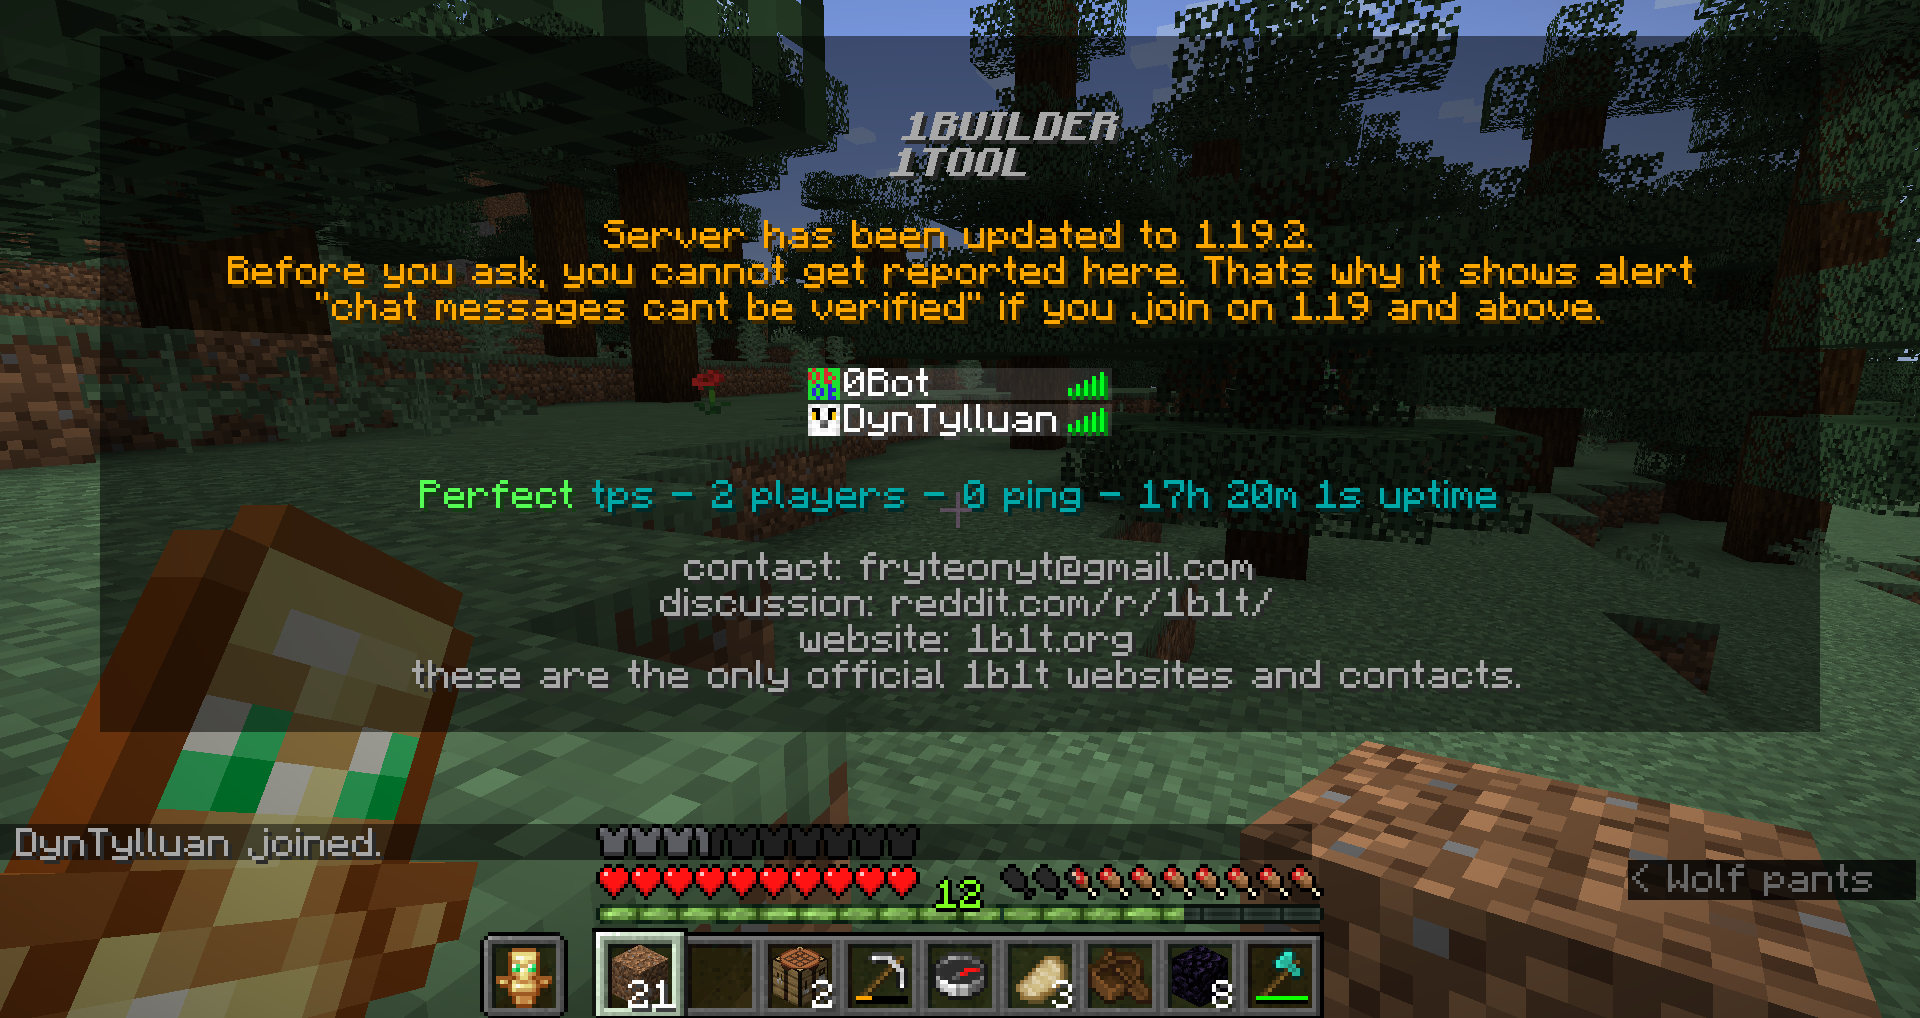 1BUILDER
1TOOL
Server has been updated to 1.19.2.
Before you ask, you cannot get reported here. Thats why it shows alert
"chat messages cant be verified" if you join on 1.19 and above.
0Bot
DynTylluan
Perfect tps - 2 players - 0 ping - 17h 20m 1s uptime
contact: fryteonyt@gmail.com
discussion: reddit.com/r/1b1t/
website: 1b1t.org
these are the only official 1b1t websites and contacts.
DynTylluan joined.
< Wolf pants
12
21
2
3
8